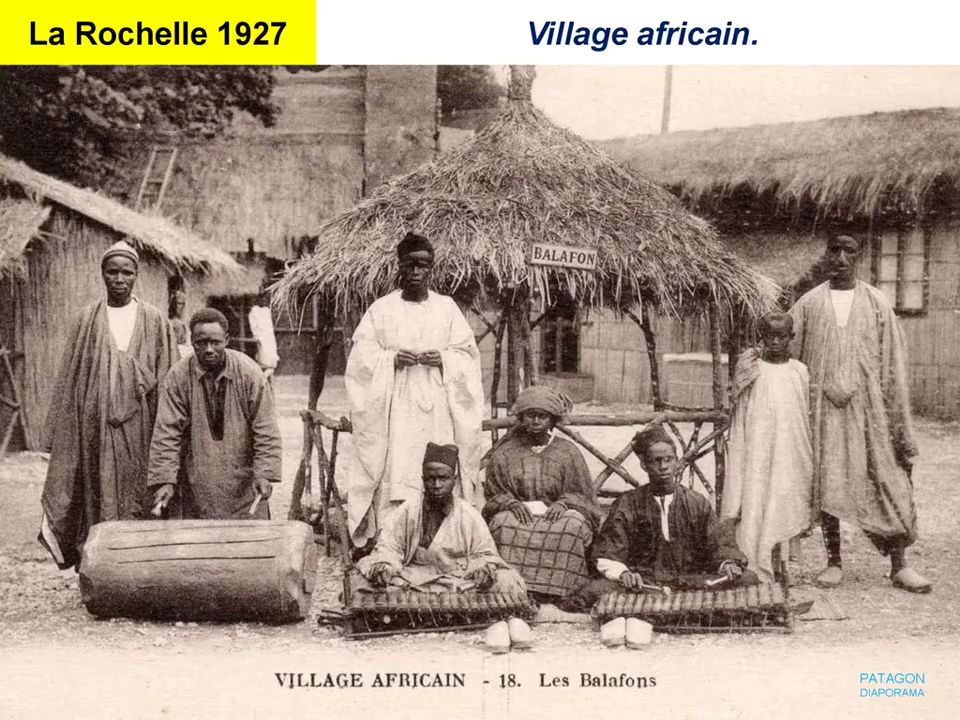 La Rochelle 1927
Village africain.
BALAFON
VILLAGE AFRICAIN - 18. Les Balafons
PATAGON
DIAPORAMA